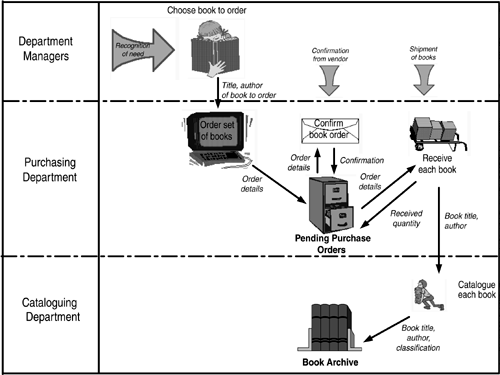 Choose book to order
Department
Managers
Recognition
of need
Confirmation
from vendor
Shipment
of books
Title, author
of book to order
Order set
of books
Confirm
book order
Purchasing
Department
Receive
each book
Order
details
Order
details
Confirmation
Order
details
Received
quantity
Book title,
author
Pending Purchase
Orders
Cataloguing
Department
Catalogue
each book
Book title,
author,
classification
Book Archive